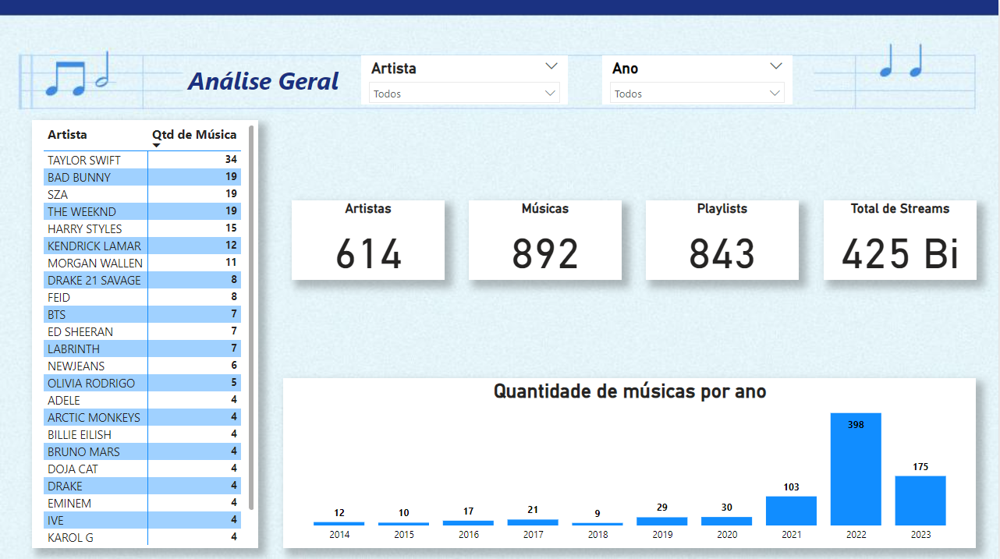 Análise Geral
Artista
Todos
Ano
Todos
Artista Qtd de Música
TAYLOR SWIFT 34
BAD BUNNY 19
SZA 19
THE WEEKND 19
HARRY STYLES 15
KENDRICK LAMAR 12
MORGAN WALLEN 11
DRAKE 21 SAVAGE 8
FEID 8
BTS 7
ED SHEERAN 7
LABRINTH 7
NEWJEANS 6
OLIVIA RODRIGO 5
ADELE 4
ARCTIC MONKEYS 4
BILLIE EILISH 4
BRUNO MARS 4
DOJA CAT 4
DRAKE 4
EMINEM 4
IVE 4
KAROL G 4
Artistas
614
Músicas
892
Playlists
843
Total de Streams
425 Bi
Quantidade de músicas por ano
12 10 17 21 9 29 30 103 398 175
2014 2015 2016 2017 2018 2019 2020 2021 2022 2023